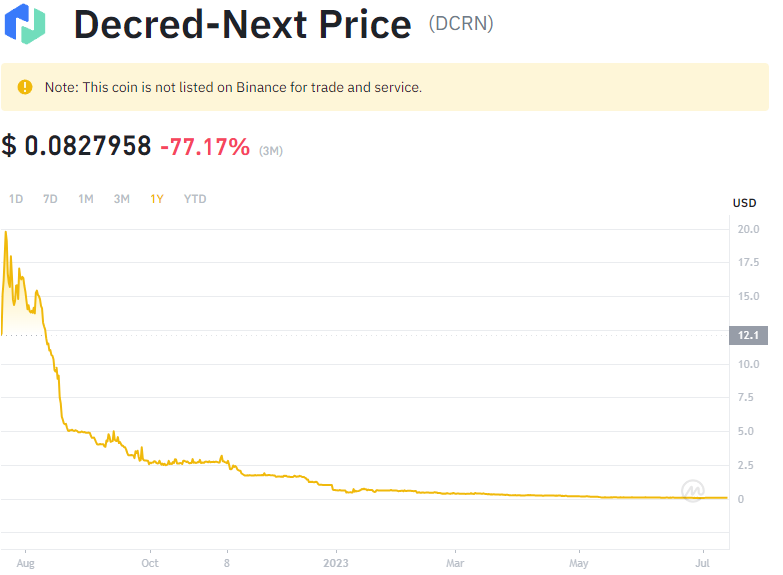 Decred-Next Price (DCRN)
Note: This coin is not listed on Binance for trade and service.
$ 0.0827958 -77.17% (3M)
1D 7D 1M 3M 1Y YTD
USD
20.0
17.5
15.0
12.1
10.0
7.5
5.0
2.5
0
Aug Oct 8 2023 Mar May Jul